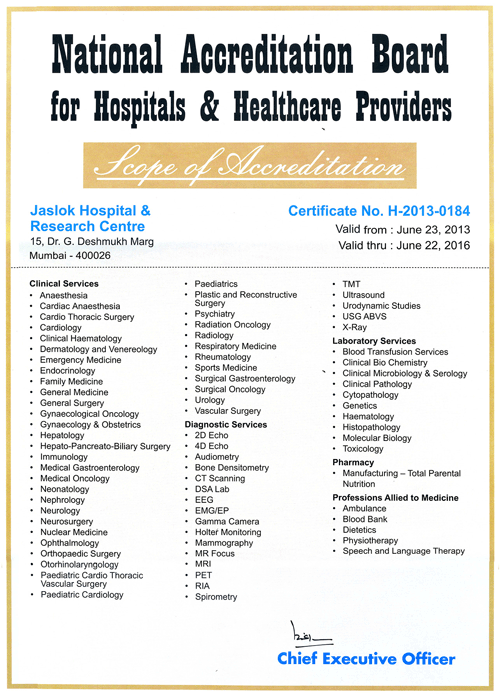 National Accreditation Board
for Hospitals & Healthcare Providers
Scope of Accreditation
Jaslok Hospital &
Research Centre
15, Dr. G. Deshmukh Marg
Mumbai - 400026
Certificate No. H-2013-0184
Valid from : June 23, 2013
Valid thru : June 22, 2016
Clinical Services
• Anaesthesia
• Cardiac Anaesthesia
• Cardio Thoracic Surgery
• Cardiology
• Clinical Haematology
• Dermatology and Venereology
• Emergency Medicine
• Endocrinology
• Family Medicine
• General Medicine
• General Surgery
• Gynaecological Oncology
• Gynaecology & Obstetrics
• Hepatology
• Hepato-Pancreato-Biliary Surgery
• Immunology
• Medical Gastroenterology
• Medical Oncology
• Neonatology
• Nephrology
• Neurology
• Neurosurgery
• Nuclear Medicine
• Ophthalmology
• Orthopaedic Surgery
• Otorhinolaryngology
• Paediatric Cardio Thoracic
Vascular Surgery
• Paediatric Cardiology
• Paediatrics
• Plastic and Reconstructive
Surgery
• Psychiatry
• Radiation Oncology
• Radiology
• Respiratory Medicine
• Rheumatology
• Sports Medicine
• Surgical Gastroenterology
• Surgical Oncology
• Urology
• Vascular Surgery
Diagnostic Services
• 2D Echo
• 4D Echo
• Audiometry
• Bone Densitometry
• CT Scanning
• DSA Lab
• EEG
• EMG/EP
• Gamma Camera
• Holter Monitoring
• Mammography
• MR Focus
• MRI
• PET
• RIA
• Spirometry
• TMT
• Ultrasound
• Urodynamic Studies
• USG ABVS
• X-Ray
Laboratory Services
• Blood Transfusion Services
• Clinical Bio Chemistry
• Clinical Microbiology & Serology
• Clinical Pathology
• Cytopathology
• Genetics
• Haematology
• Histopathology
• Molecular Biology
• Toxicology
Pharmacy
• Manufacturing – Total Parental
Nutrition
Professions Allied to Medicine
• Ambulance
• Blood Bank
• Dietetics
• Physiotherapy
• Speech and Language Therapy
Chief Executive Officer